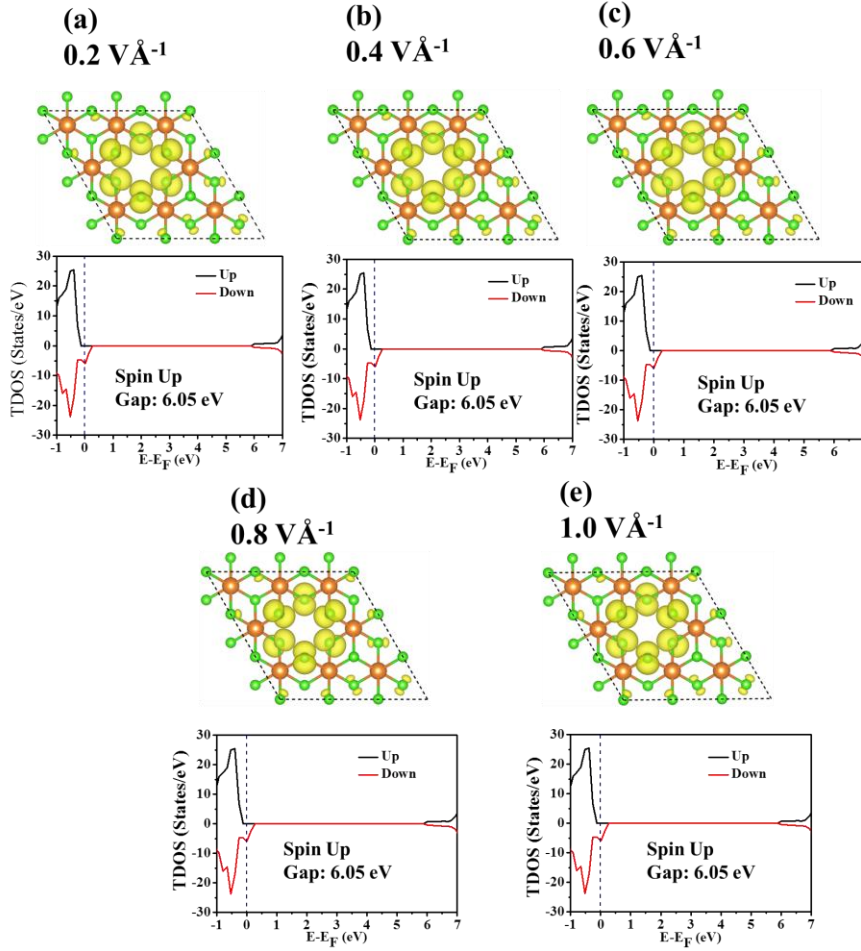 (a)
0.2 VÅ-1
(b)
0.4 VÅ-1
(c)
0.6 VÅ-1
TDOS (States/eV)
30
20
10
0
-10
-20
-30
Up
Down
Spin Up
Gap: 6.05 eV
-1 0 1 2 3 4 5 6 7
E-EF (eV)
TDOS (States/eV)
30
20
10
0
-10
-20
-30
Up
Down
Spin Up
Gap: 6.05 eV
-1 0 1 2 3 4 5 6 7
E-EF (eV)
TDOS (States/eV)
30
20
10
0
-10
-20
-30
Up
Down
Spin Up
Gap: 6.05 eV
-1 0 1 2 3 4 5 6
E-EF (eV)
(d)
0.8 VÅ-1
(e)
1.0 VÅ-1
TDOS (States/eV)
30
20
10
0
-10
-20
-30
Up
Down
Spin Up
Gap: 6.05 eV
-1 0 1 2 3 4 5 6 7
E-EF (eV)
TDOS (States/eV)
30
20
10
0
-10
-20
-30
Up
Down
Spin Up
Gap: 6.05 eV
-1 0 1 2 3 4 5 6 7
E-EF (eV)